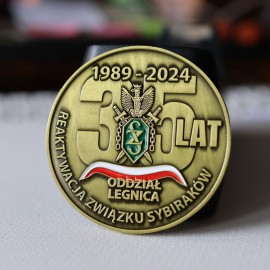 1989-2024
35 LAT
ODDZIAŁ
LEGNICA
REAKTYWACJA ZWIĄZKU SYBIRAKÓW